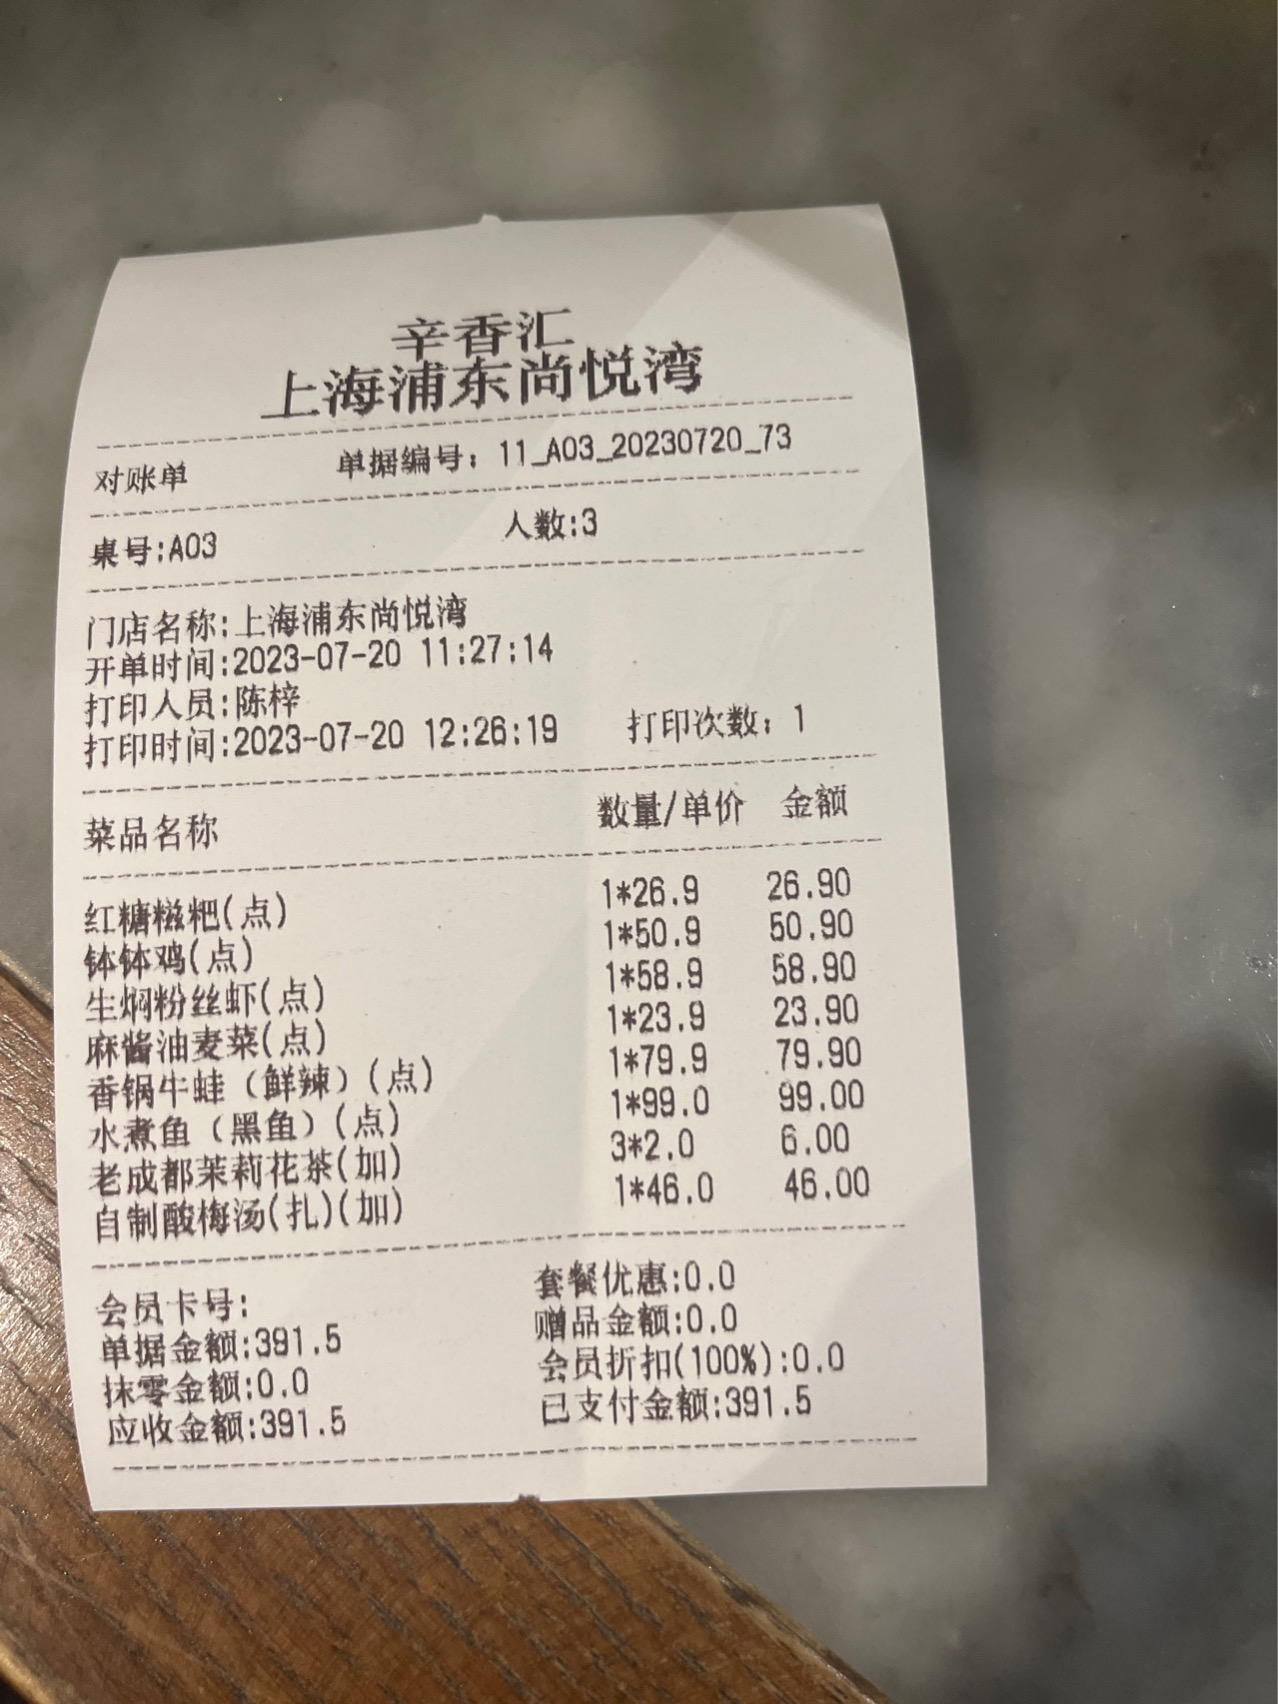 辛香汇
上海浦东尚悦湾
对账单 单据编号: 11_A03_20230720_73
桌号:A03 人数:3
门店名称:上海浦东尚悦湾
开单时间:2023-07-20 11:27:14
打印人员:陈梓
打印时间:2023-07-20 12:26:19 打印次数: 1
菜品名称 数量/单价 金额
红糖糍粑(点) 1*26.9 26.90
钵钵鸡(点) 1*50.9 50.90
生焖粉丝虾(点) 1*58.9 58.90
麻酱油麦菜(点) 1*23.9 23.90
香锅牛蛙（鲜辣）(点) 1*79.9 79.90
水煮鱼（黑鱼）(点) 1*99.0 99.00
老成都茉莉花茶(加) 3*2.0 6.00
自制酸梅汤(扎)(加) 1*46.0 46.00
会员卡号: 套餐优惠:0.0
单据金额:391.5 赠品金额:0.0
抹零金额:0.0 会员折扣(100%):0.0
应收金额:391.5 已支付金额:391.5